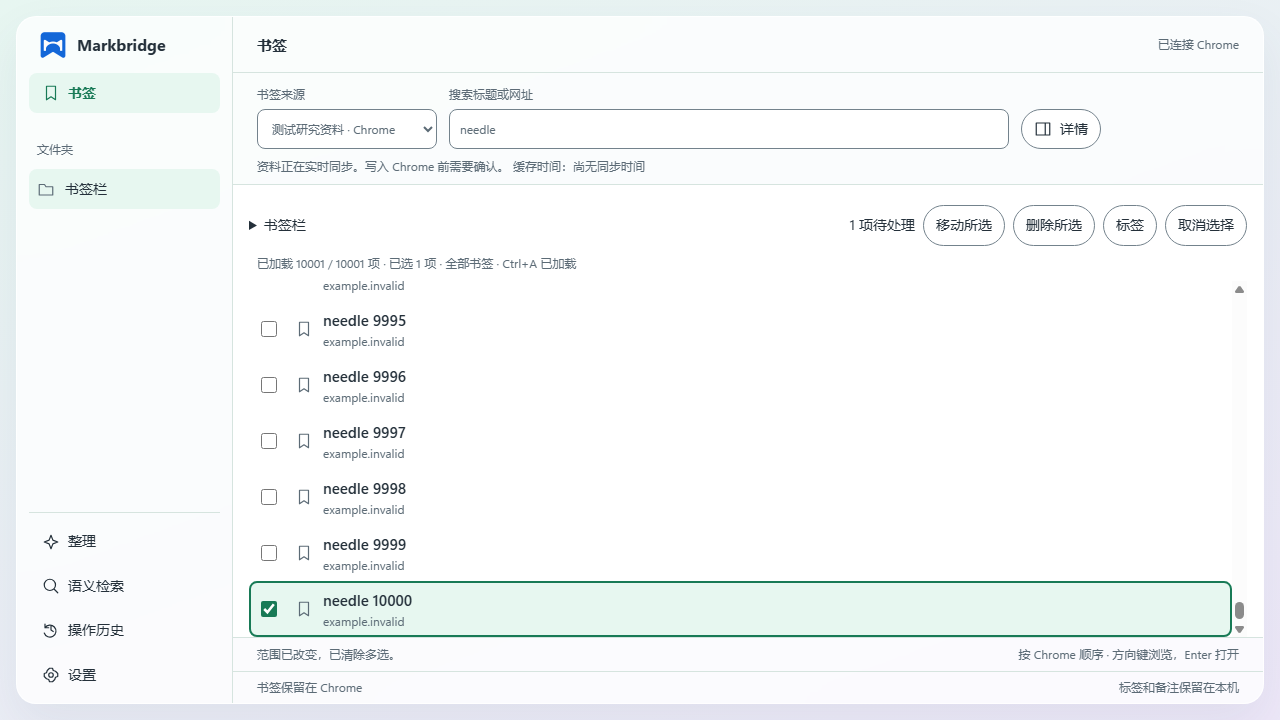 Markbridge
书签
文件夹
书签栏
整理
语义检索
操作历史
设置
书签
已连接 Chrome
书签来源
搜索标题或网址
测试研究资料 · Chrome
needle
详情
资料正在实时同步。写入 Chrome 前需要确认。 缓存时间：尚无同步时间
书签栏
1 项待处理
移动所选
删除所选
标签
取消选择
已加载 10001 / 10001 项 · 已选 1 项 · 全部书签 · Ctrl+A 已加载
example.invalid
needle 9995
example.invalid
needle 9996
example.invalid
needle 9997
example.invalid
needle 9998
example.invalid
needle 9999
example.invalid
needle 10000
example.invalid
范围已改变，已清除多选。
按 Chrome 顺序 · 方向键浏览，Enter 打开
书签保留在 Chrome
标签和备注保留在本机